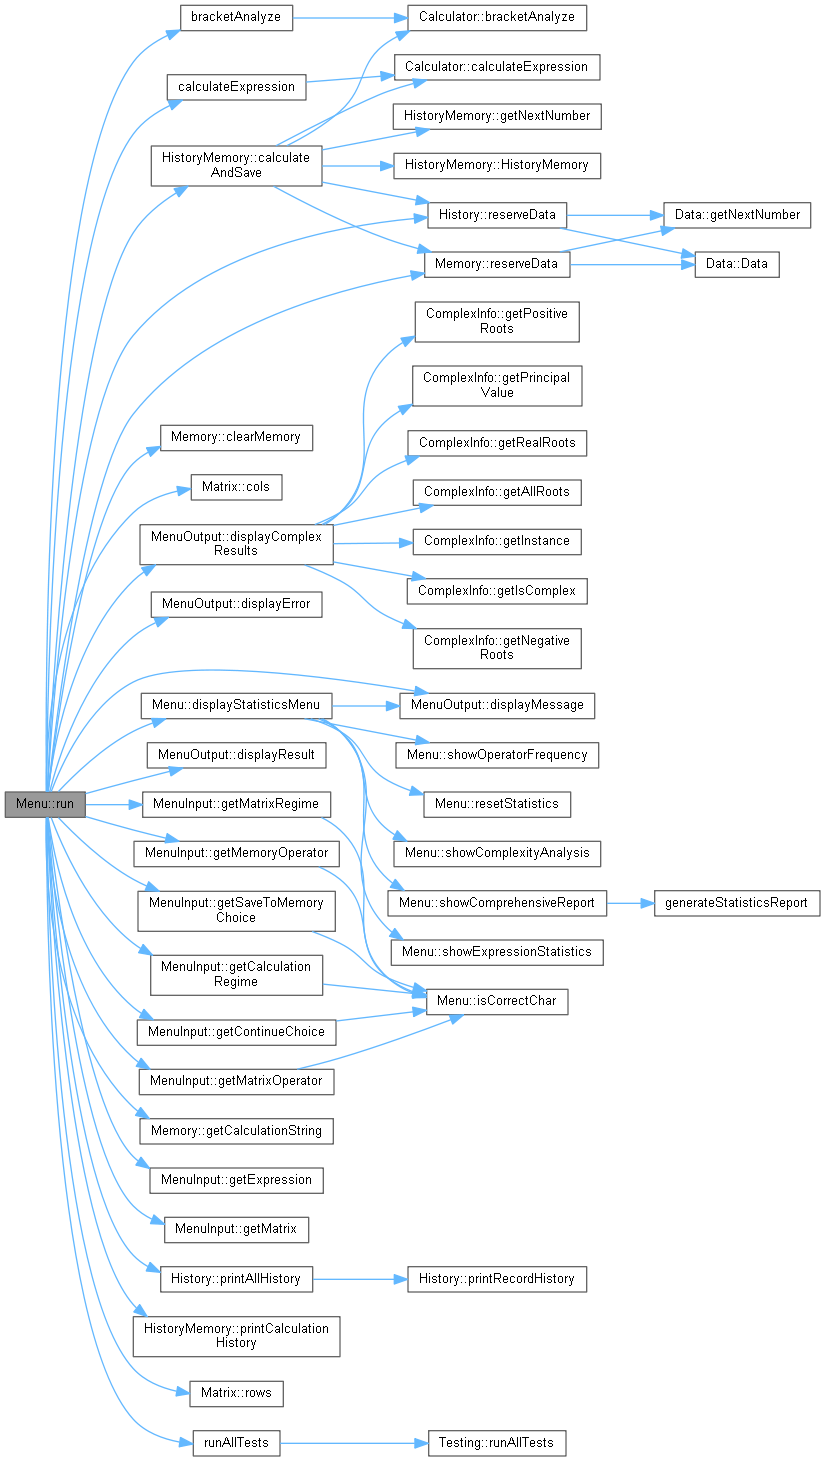 bracketAnalyze
Calculator::bracketAnalyze
Calculator::calculateExpression
calculateExpression
HistoryMemory::getNextNumber
HistoryMemory::calculate
AndSave
HistoryMemory::HistoryMemory
History::reserveData
Data::getNextNumber
Memory::reserveData
Data::Data
ComplexInfo::getPositive
Roots
ComplexInfo::getPrincipal
Value
Memory::clearMemory
ComplexInfo::getRealRoots
Matrix::cols
ComplexInfo::getAllRoots
MenuOutput::displayComplex
Results
ComplexInfo::getInstance
ComplexInfo::getIsComplex
MenuOutput::displayError
ComplexInfo::getNegative
Roots
Menu::displayStatisticsMenu
MenuOutput::displayMessage
MenuOutput::displayResult
Menu::showOperatorFrequency
Menu::run
MenuInput::getMatrixRegime
Menu::resetStatistics
MenuInput::getMemoryOperator
Menu::showComplexityAnalysis
MenuInput::getSaveToMemory
Choice
Menu::showComprehensiveReport
generateStatisticsReport
Menu::showExpressionStatistics
MenuInput::getCalculation
Regime
Menu::isCorrectChar
MenuInput::getContinueChoice
MenuInput::getMatrixOperator
Memory::getCalculationString
MenuInput::getExpression
MenuInput::getMatrix
History::printAllHistory
History::printRecordHistory
HistoryMemory::printCalculation
History
Matrix::rows
runAllTests
Testing::runAllTests